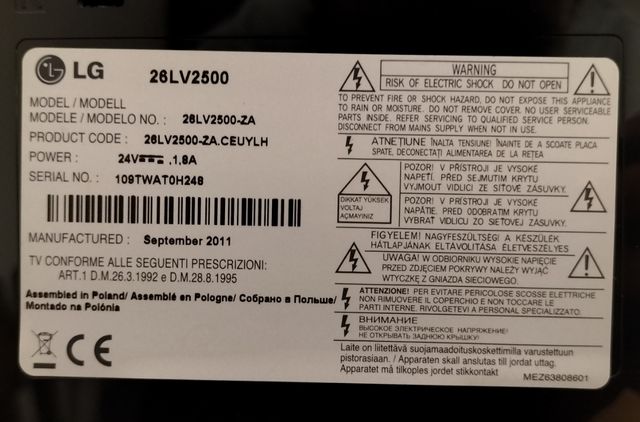 LG 26LV2500
MODEL / MODELL
MODELE / MODELO NO. : 26LV2500-ZA
PRODUCT CODE : 26LV2500-ZA.CEUYLH
POWER : 24V⎓ ,1.8A
SERIAL NO. : 109TWAT0H248
MANUFACTURED : September 2011
TV CONFORME ALLE SEGUENTI PRESCRIZIONI:
ART.1 D.M.26.3.1992 e D.M.28.8.1995
Assembled in Poland/ Assemblé en Pologne/ Собрано в Польше/
Montado na Polónia
CE
WARNING
RISK OF ELECTRIC SHOCK DO NOT OPEN
TO PREVENT FIRE OR SHOCK HAZARD, DO NOT EXPOSE THIS APPLIANCE
TO RAIN OR MOISTURE. DO NOT REMOVE COVER. NO USER SERVICEABLE
PARTS INSIDE. REFER SERVICING TO QUALIFIED SERVICE PERSON.
DISCONNECT FROM MAINS SUPPLY WHEN NOT IN USE.
ATNEŢIUNE ÎNALTA TENSIUNE! ÎNAINTE DE A SCOATE PLACA
SPATE, DECONECTAŢI ALIMENTAREA DE LA REŢEA
DIKKAT YÜKSEK
VOLTAJ
AÇMAYINIZ
POZOR! V PŘÍSTROJI JE VYSOKÉ
NAPETÍ. PŘED SEJMUTIM KRYTU
VYJMOUT VIDLICI ZE SÍŤOVÉ ZÁSUVKY.
POZOR! V PRÍSTROJI JE VYSOKÉ
NAPÄTIE. PRED ODOBRATIM KRYTU
VYBRAŤ VIDLICU ZO SIEŤOVEJ ZÁSUVKY.
FIGYELEM! NAGYFESZÜLTSÉG! A KÉSZÜLEK
HÁTLAPJÁNAK ELTÁVOLÍTÁSA ÉLETVESZÉLYES
UWAGA! W ODBIORNIKU WYSOKIE NAPIĘCIE
PRZED ZDJĘCIEM POKRYWY NALEŻY WYJĄĆ
WTYCZKĘ Z GNIAZDA SIECIOWEGO.
ATTENZIONE! PER EVITARE PERICOLOSE SCOSSE ELETTRICHE
NON RIMUOVERE IL COPERCHIO E NON TOCCARE LE
PARTI INTERNE. RIVOLGETEVI A PERSONALE SPECIALIZZATO.
ВНИМАНИЕ
ВЫСОКОЕ ЭЛЕКТРИЧЕСКОЕ НАПРЯЖЕНИЕ!
НЕ ОТКРЫВАТЬ ЗАДНЮЮ КРЫШКУ!
Laite on liitettävä suojamaadoituskoskettimilla varustettuun
pistorasiaan. / Apparaten skall anslutas till jordat uttag.
Apparatet må tilkoples jordet stikkontakt
MEZ63808601